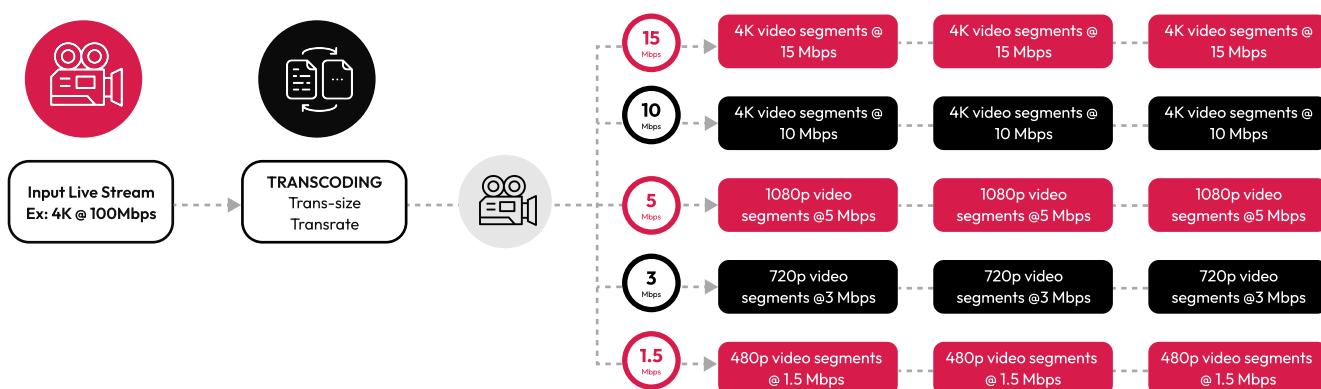 Input Live Stream
Ex: 4K @ 100Mbps
TRANSCODING
Trans-size
Transrate
15
Mbps
4K video segments @
15 Mbps
4K video segments @
15 Mbps
4K video segments @
15 Mbps
10
Mbps
4K video segments @
10 Mbps
4K video segments @
10 Mbps
4K video segments @
10 Mbps
5
Mbps
1080p video
segments @5 Mbps
1080p video
segments @5 Mbps
1080p video
segments @5 Mbps
3
Mbps
720p video
segments @3 Mbps
720p video
segments @3 Mbps
720p video
segments @3 Mbps
1.5
Mbps
480p video segments
@ 1.5 Mbps
480p video segments
@ 1.5 Mbps
480p video segments
@ 1.5 Mbps